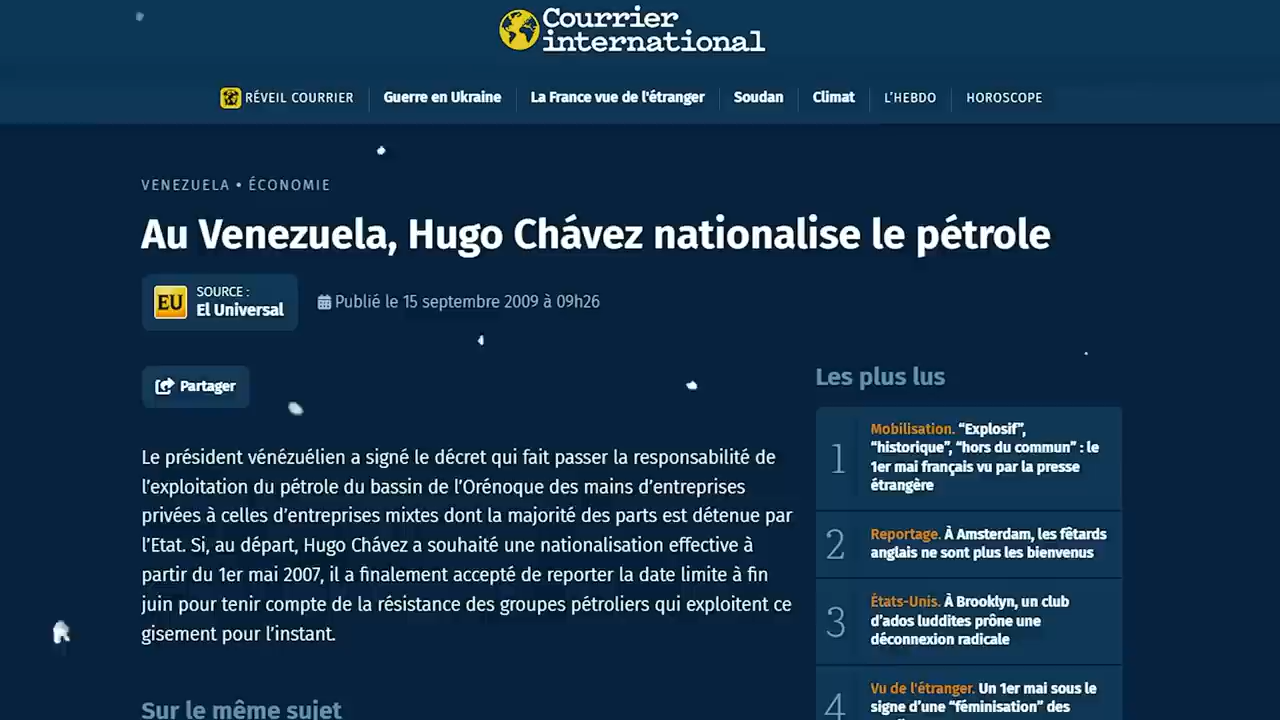 Courrier
international
RÉVEIL COURRIER
Guerre en Ukraine
La France vue de l'étranger
Soudan
Climat
L'HEBDO
HOROSCOPE
VENEZUELA • ÉCONOMIE
Au Venezuela, Hugo Chávez nationalise le pétrole
EU
SOURCE :
El Universal
Publié le 15 septembre 2009 à 09h26
Partager
Le président vénézuélien a signé le décret qui fait passer la responsabilité de
l’exploitation du pétrole du bassin de l’Orénoque des mains d’entreprises
privées à celles d’entreprises mixtes dont la majorité des parts est détenue par
l’Etat. Si, au départ, Hugo Chávez a souhaité une nationalisation effective à
partir du 1er mai 2007, il a finalement accepté de reporter la date limite à fin
juin pour tenir compte de la résistance des groupes pétroliers qui exploitent ce
gisement pour l’instant.
Sur le même sujet
Les plus lus
1
Mobilisation. “Explosif”,
“historique”, “hors du commun” : le
1er mai français vu par la presse
étrangère
2
Reportage. À Amsterdam, les fêtards
anglais ne sont plus les bienvenus
3
États-Unis. À Brooklyn, un club
d’ados luddites prône une
déconnexion radicale
4
Vu de l'étranger. Un 1er mai sous le
signe d’une “féminisation” des